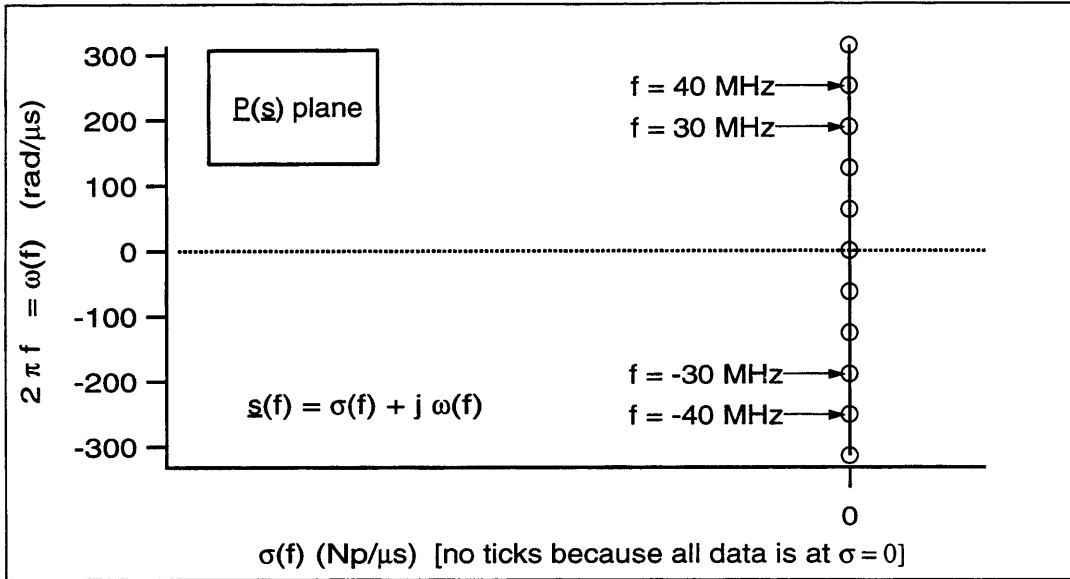 300
200
100
0
-100
-200
-300
2 π f = ω(f) (rad/μs)
P(s) plane
f = 40 MHz
f = 30 MHz
f = -30 MHz
f = -40 MHz
s(f) = σ(f) + j ω(f)
0
σ(f) (Np/μs) [no ticks because all data is at σ = 0]